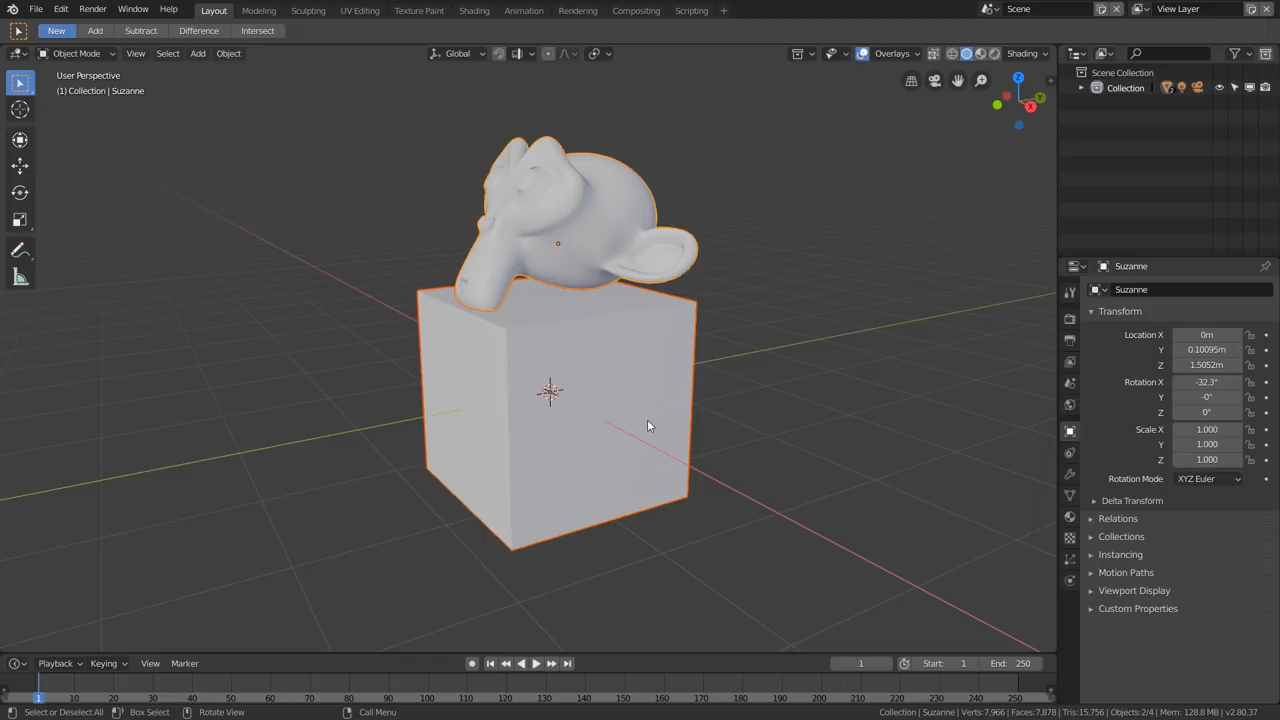 File Edit Render Window Help Layout Modeling Sculpting UV Editing Texture Paint Shading Animation Rendering Compositing Scripting + Scene View Layer
New Add Subtract Difference Intersect
Object Mode View Select Add Object Global Overlays Shading
User Perspective
(1) Collection | Suzanne
Z
Y
X
Scene Collection
Collection 2
Suzanne
Suzanne
Transform
Location X 0m
Y 0.10095m
Z 1.5052m
Rotation X -32.3°
Y -0°
Z 0°
Scale X 1.000
Y 1.000
Z 1.000
Rotation Mode XYZ Euler
Delta Transform
Relations
Collections
Instancing
Motion Paths
Viewport Display
Custom Properties
Playback Keying View Marker 1 Start: 1 End: 250
1 10 20 30 40 50 60 70 80 90 100 110 120 130 140 150 160 170 180 190 200 210 220 230 240 250
Select or Deselect All Box Select Rotate View Call Menu Collection | Suzanne | Verts:7,966 | Faces:7,878 | Tris:15,756 | Objects:2/4 | Mem: 128.8 MB | v2.80.37